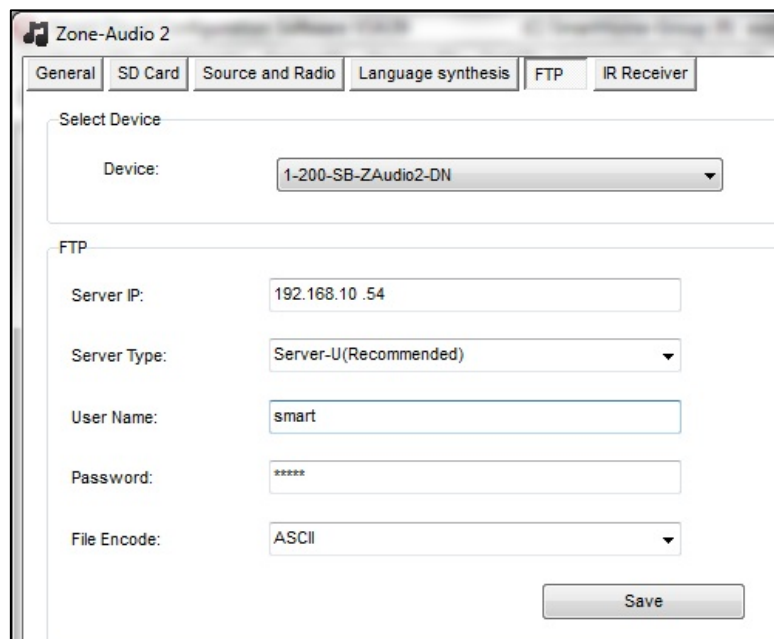 Zone-Audio 2
General SD Card Source and Radio Language synthesis FTP IR Receiver
Select Device
Device: 1-200-SB-ZAudio2-DN
FTP
Server IP: 192.168.10 .54
Server Type: Server-U(Recommended)
User Name: smart
Password: *****
File Encode: ASCII
Save